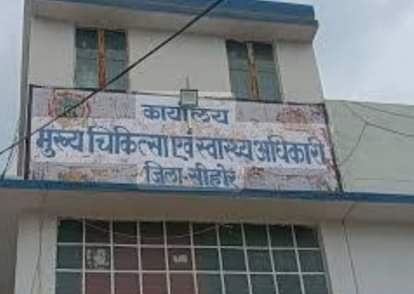 कार्यालय
मुख्य चिकित्सा एवं स्वास्थ्य अधिकारी
जिला-सीहोर